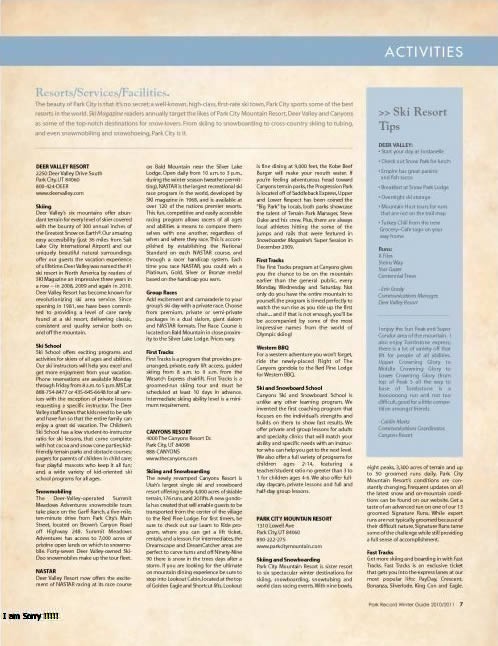 ACTIVITIES
Resorts/Services/Facilities.
The beauty of Park City is that it's no secret; a well-known, high-class, first-rate ski town, Park City sports some of the best
resorts in the world. Ski Magazine readers annually target the likes of Park City Mountain Resort, Deer Valley and Canyons
as some of the top-notch destinations for snow-lovers. From skiing to snowboarding to cross-country skiing to tubing,
and even snowmobiling and snowshoeing, Park City is it.
DEER VALLEY RESORT
2250 Deer Valley Drive South
Park City, UT 84060
800-424-DEER
www.deervalley.com
Skiing
Deer Valley's six mountains offer abun-
dant terrain for every level of skier covered
with the bounty of 300 annual inches of
the Greatest Snow on Earth®. Our amazing
easy accessibility (just 36 miles from Salt
Lake City International Airport) and our
uniquely beautiful natural surroundings
offer our guests the vacation experience
of a lifetime. Deer Valley was named the #1
ski resort in North America by readers of
SKI Magazine an impressive three years in
a row – in 2008, 2009 and again in 2010.
Deer Valley Resort has become known for
revolutionizing ski area service. Since
opening in 1981, we have been commit-
ted to providing a level of care rarely
found at a ski resort, delivering classic,
consistent and quality service both on
and off the mountain.
Ski School
Ski School offers exciting programs and
activities for skiers of all ages and abilities.
Our ski instructors will help you meet and
get more enjoyment from your vacation.
Phone reservations are available Monday
through Friday from 8 a.m. to 5 p.m. MST, at
888-754-8477 or 435-645-6648 for all ser-
vices with the exception of private lessons
requesting a specific instructor. The Deer
Valley staff knows that kids need to be safe
and have fun so that the entire family can
enjoy a great ski vacation. The Children's
Ski School has a low student-to-instructor
ratio for ski lessons, that come complete
with hot cocoa and snow cone parties; kid-
friendly terrain parks and obstacle courses;
pagers for parents of children in child care;
four playful mascots who keep it all fun;
and, a wide variety of kid-oriented ski
school programs for all ages.
Snowmobiling
The Deer-Valley-operated Summit
Meadows Adventures snowmobile tours
take place on the Garff Ranch, a five-mile,
ten-minute drive from Park City's Main
Street, located on Brown's Canyon Road
off Highway 248. Summit Meadows
Adventures has access to 7,000 acres of
pristine open lands on which to snowmo-
bile. Forty-seven Deer Valley-owned Ski-
Doo snowmobiles make up the tour fleet.
NASTAR
Deer Valley Resort now offers the excite-
ment of NASTAR racing at its race course
on Bald Mountain near the Silver Lake
Lodge. Open daily from 10 a.m. to 3 p.m.,
during the winter season (weather permit-
ting). NASTAR is the largest recreational ski
race program in the world, developed by
SKI magazine in 1968, and is available at
over 120 of the nations premier resorts.
This fun, competitive and easily accessible
racing program allows racers of all ages
and abilities a means to compare them-
selves with one another, regardless of
when and where they race. This is accom-
plished by establishing the National
Standard on each NASTAR course, and
through a race handicap system. Each
time you race NASTAR, you could win a
Platinum, Gold, Silver or Bronze medal
based on the handicap you earn.
Group Races
Add excitement and camaraderie to your
group's ski day with a private race. Choose
from premium, private or semi-private
packages in a dual slalom, giant slalom
and NASTAR formats. The Race Course is
located on Bald Mountain in close proxim-
ity to the Silver Lake Lodge. Prices vary.
First Tracks
First Tracks is a program that provides pre-
arranged, private, early lift access, guided
skiing from 8 a.m. to 9 a.m. from the
Wasatch Express chairlift. First Tracks is a
groomed-run skiing tour and must be
scheduled at least 10 days in advance.
Intermediate skiing ability level is a mini-
mum requirement.
CANYONS RESORT
4000 The Canyons Resort Dr.
Park City, UT 84098
888-CANYONS
www.thecanyons.com
Skiing and Snowboarding
The newly revamped Canyons Resort is
Utah's largest single ski and snowboard
resort offering nearly 4,000 acres of skiable
terrain, 176 runs, and 20 lifts. A new gondo-
la has created that will enable guests to be
transported from the center of the village
to the Red Pine Lodge. For first timers, be
sure to check out our Learn to Ride pro-
gram, where you can get a lift ticket,
rentals, and a lesson. For intermediates, the
Dreamscape and DreamCatcher areas are
perfect to carve turns and of Ninety-Nine
90 there is snow in the trees days after a
storm. If you are looking for the ultimate
on mountain dining experience be sure to
stop into Lookout Cabin, located at the top
of Golden Eagle and Short cut lifts. Lookout
is fine dining at 9,000 feet, the Kobe Beef
Burger will make your mouth water. If
you're feeling adventurous head toward
Canyons terrain parks, the Progression Park
is located off of Saddleback Express, Upper
and Lower Respect has been coined the
"Big Park" by locals, both parks showcase
the talent of Terrain Park Manager, Steve
Duke and his crew. Plus, there are always
local athletes hitting the some of the
jumps and rails that were featured in
Snowboarder Magazine's Super Session in
December 2009.
First Tracks
The First Tracks program at Canyons gives
you the chance to be on the mountain
earlier than the general public, every
Monday, Wednesday and Saturday. Not
only do you have the entire mountain to
yourself, the program is timed perfectly to
watch the sun rise as you ride up the first
chair... and if that is not enough, you'll be
be accompanied by some of the most
impressive names from the world of
Olympic skiing!
Western BBQ
For a western adventure you won't forget,
ride the newly-placed Flight of The
Canyons gondola to the Red Pine Lodge
for Western BBQ.
Ski and Snowboard School
Canyons Ski and Snowboard School is
unlike any other learning program. We
invented the first coaching program that
focuses on the individual's strengths and
builds on them to show fast results. We
offer private and group lessons for adults
and specialty clinics that will match your
ability and specific needs with an instruc-
tor who can help you get to the next level.
We also offer a full variety of programs for
children ages 2-14, featuring a
teacher/student ratio no greater than 3 to
1 for children ages 4-6. We also offer full-
day daycare, private lessons and full and
half-day group lessons.
PARK CITY MOUNTAIN RESORT
1310 Lowell Ave
Park City, UT 84060
800-222-275
www.parkcitymountain.com
Skiing and Snowboarding
Park City Mountain Resort is sister resort
to six spectacular winter destinations for
skiing, snowboarding, snowtubing and
world class racing events. With nine bowls,
>> Ski Resort
Tips
DEER VALLEY:
• Start your day at Fontanelle
• Check out Snow Park for lunch
• Empire has great paninis
and fish tacos
• Breakfast at Snow Park Lodge
• Overnight ski storage
• Mountain Host tours for runs
that are not on the trail map
• Turkey Chili from the new
Grocery~Café togo on your
way home
Runs:
X Files
Stein's Way
Star Gazer
Centennial Trees
- Erin Grady
Communications Manager,
Deer Valley Resort
I enjoy the Sun Peak and Super
Condor area of the mountain. I
also enjoy Fantasium express,
there is a lot of variety off that
lift for people of all abilities.
Upper Crowning Glory to
Middle Crowning Glory to
Lower Crowning Glory (from
top of Peak 5 all the way to
base of Tombstone) is a
looooooong run and not too
difficult, good for a little compe-
tition amongst friends.
- Caitlin Martz
Communications Coordinator,
Canyons Resort
eight peaks, 3,300 acres of terrain and up
to 90 groomed runs daily. Park City
Mountain Resort's conditions are con-
stantly changing. Frequent updates on all
the latest snow and on-mountain condi-
tions can be found on our website. Get a
taste of an advanced run on one of our 13
groomed Signature Runs. While expert
runs are not typically groomed because of
their difficult nature, Signature Runs tame
some of the challenge while still providing
a full sense of accomplishment.
Fast Tracks
Get more skiing and boarding in with Fast
Tracks. Fast Tracks is an exclusive ticket
that gets you into the express lanes at our
most popular lifts: PayDay, Crescent,
Bonanza, Silverlode, King Con and Eagle.
Park Record Winter Guide 2010/2011 7
I am Sorry !!!!!